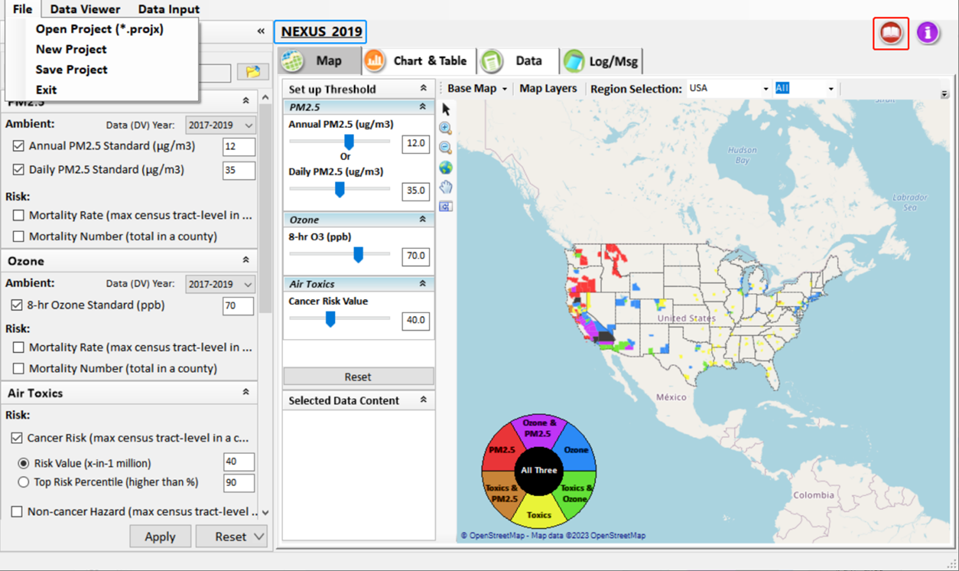 File Data Viewer Data Input
Open Project (*.projx)
New Project
Save Project
Exit
«
NEXUS 2019
Map
Chart & Table
Data
Log/Msg
Ambient:
Data (DV) Year:
2017-2019
Annual PM2.5 Standard (µg/m3)
12
Daily PM2.5 Standard (µg/m3)
35
Risk:
Mortality Rate (max census tract-level in ...
Mortality Number (total in a county)
Ozone
Ambient:
Data (DV) Year:
2017-2019
8-hr Ozone Standard (ppb)
70
Risk:
Mortality Rate (max census tract-level in ...
Mortality Number (total in a county)
Air Toxics
Risk:
Cancer Risk (max census tract-level in a c...
Risk Value (x-in-1 million)
40
Top Risk Percentile (higher than %)
90
Non-cancer Hazard (max census tract-level ..
Apply
Reset
Set up Threshold
PM2.5
Annual PM2.5 (ug/m3)
12.0
Or
Daily PM2.5 (ug/m3)
35.0
Ozone
8-hr O3 (ppb)
70.0
Air Toxics
Cancer Risk Value
40.0
Reset
Selected Data Content
Base Map
Map Layers
Region Selection:
USA
All
Hudson
Bay
Labrador
Sea
United States
México
Colombia
Ozone &
PM2.5
PM2.5
Ozone
All Three
Toxics &
PM2.5
Toxics &
Ozone
Toxics
© OpenStreetMap - Map data ©2023 OpenStreetMap